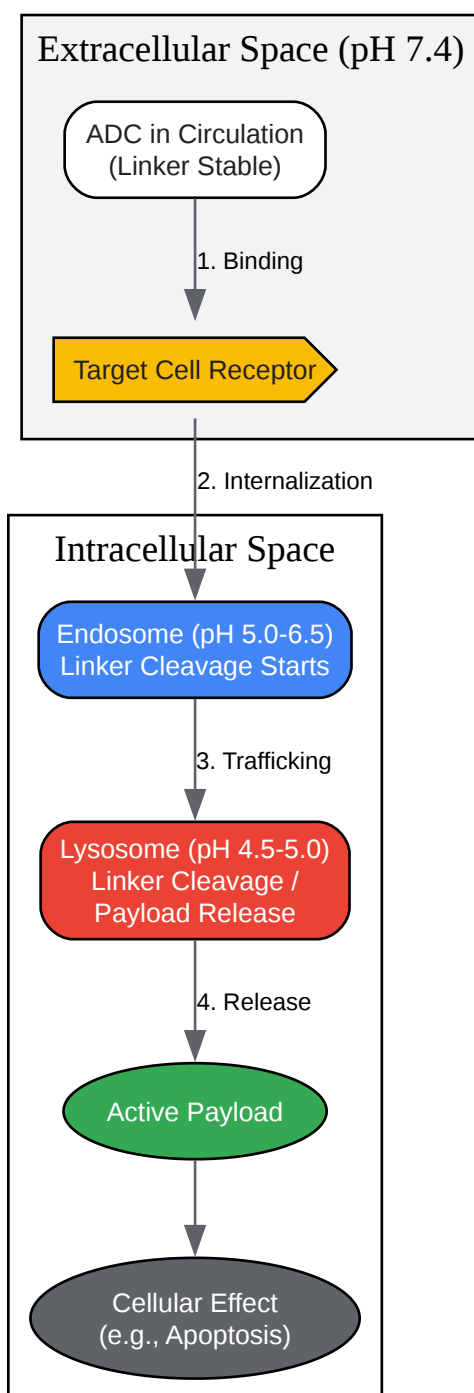 Extracellular Space (pH 7.4)
ADC in Circulation
(Linker Stable)
1. Binding
Target Cell Receptor
2. Internalization
Intracellular Space
Endosome (pH 5.0-6.5)
Linker Cleavage Starts
3. Trafficking
Lysosome (pH 4.5-5.0)
Linker Cleavage /
Payload Release
4. Release
Active Payload
Cellular Effect
(e.g., Apoptosis)